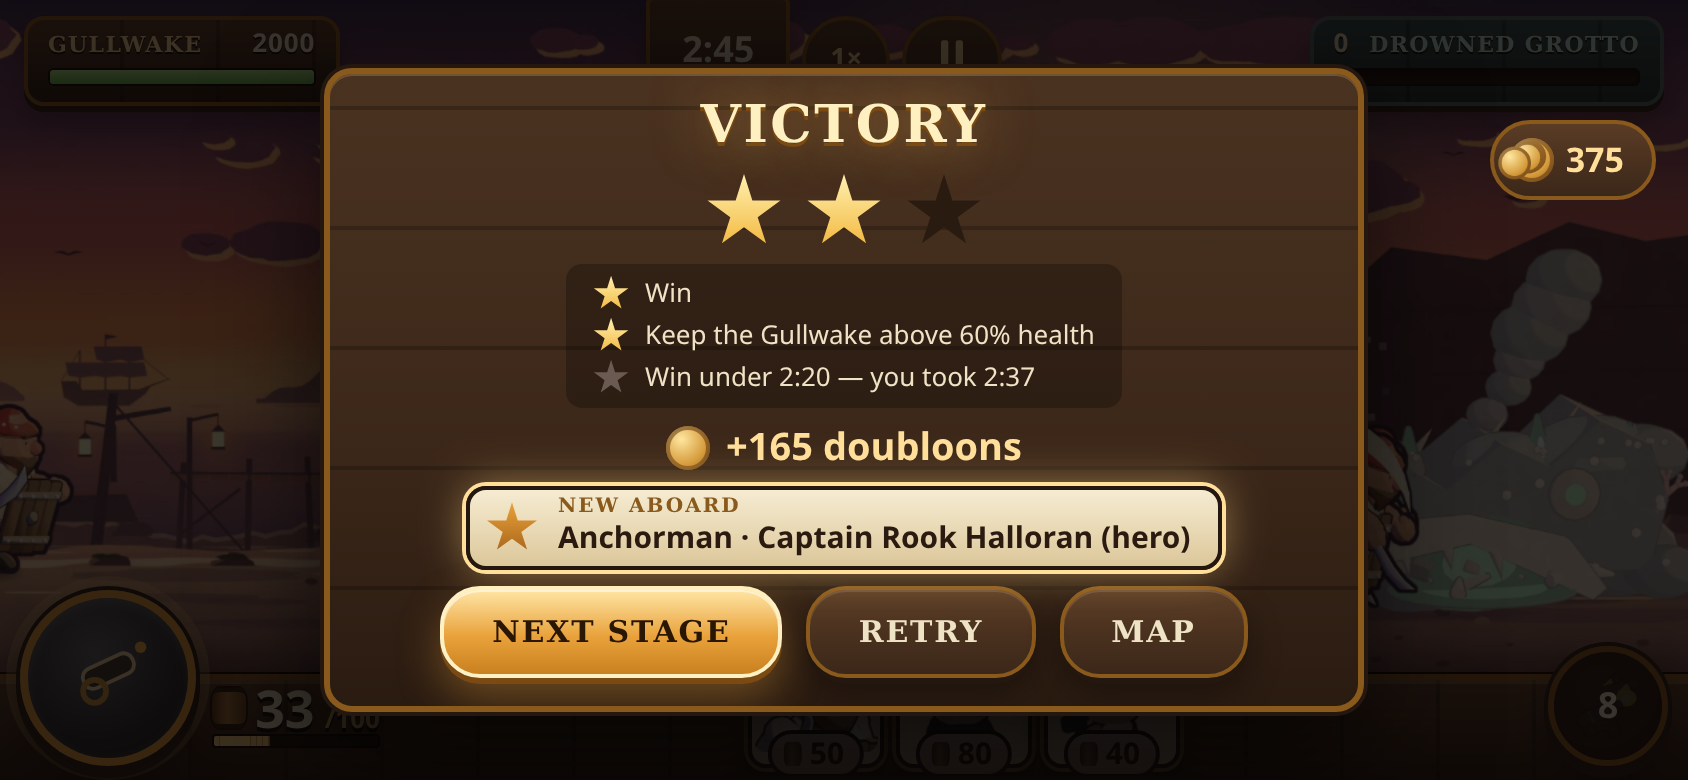 GULLWAKE 2000
2:45
1×
0 DROWNED GROTTO
375
VICTORY
Win
Keep the Gullwake above 60% health
Win under 2:20 — you took 2:37
+165 doubloons
NEW ABOARD
Anchorman · Captain Rook Halloran (hero)
NEXT STAGE
RETRY
MAP
33 /100
50
80
40
8